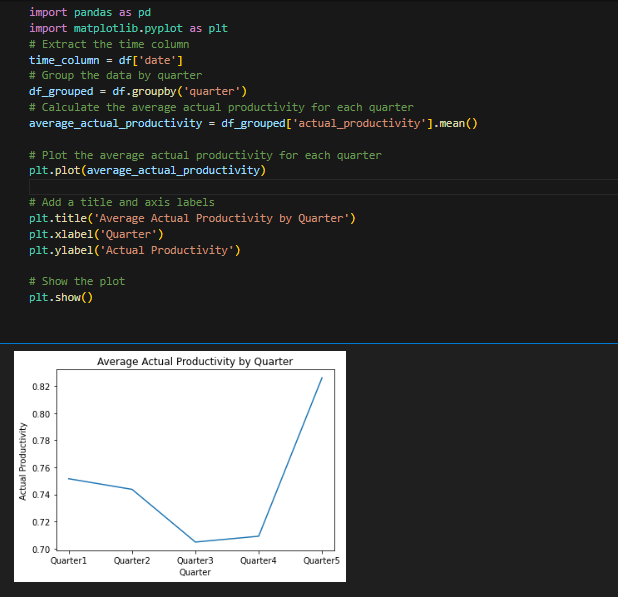 import pandas as pd
import matplotlib.pyplot as plt
# Extract the time column
time_column = df['date']
# Group the data by quarter
df_grouped = df.groupby('quarter')
# Calculate the average actual productivity for each quarter
average_actual_productivity = df_grouped['actual_productivity'].mean()
# Plot the average actual productivity for each quarter
plt.plot(average_actual_productivity)
# Add a title and axis labels
plt.title('Average Actual Productivity by Quarter')
plt.xlabel('Quarter')
plt.ylabel('Actual Productivity')
# Show the plot
plt.show()
Average Actual Productivity by Quarter
Actual Productivity
0.82
0.80
0.78
0.76
0.74
0.72
0.70
Quarter1 Quarter2 Quarter3 Quarter4 Quarter5
Quarter